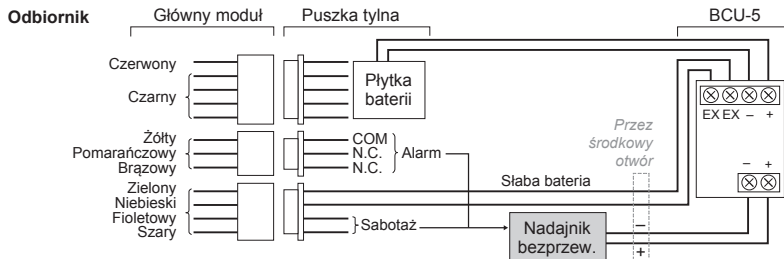 Odbiornik
Główny moduł
Puszka tylna
BCU-5
Czerwony
Czarny
Płytka
baterii
EX EX – +
Żółty
Pomarańczowy
Brązowy
COM
N.C.
N.C.
Alarm
Przez
środkowy
otwór
– +
Zielony
Niebieski
Fioletowy
Szary
Słaba bateria
Sabotaż
Nadajnik
bezprzew.
–
+